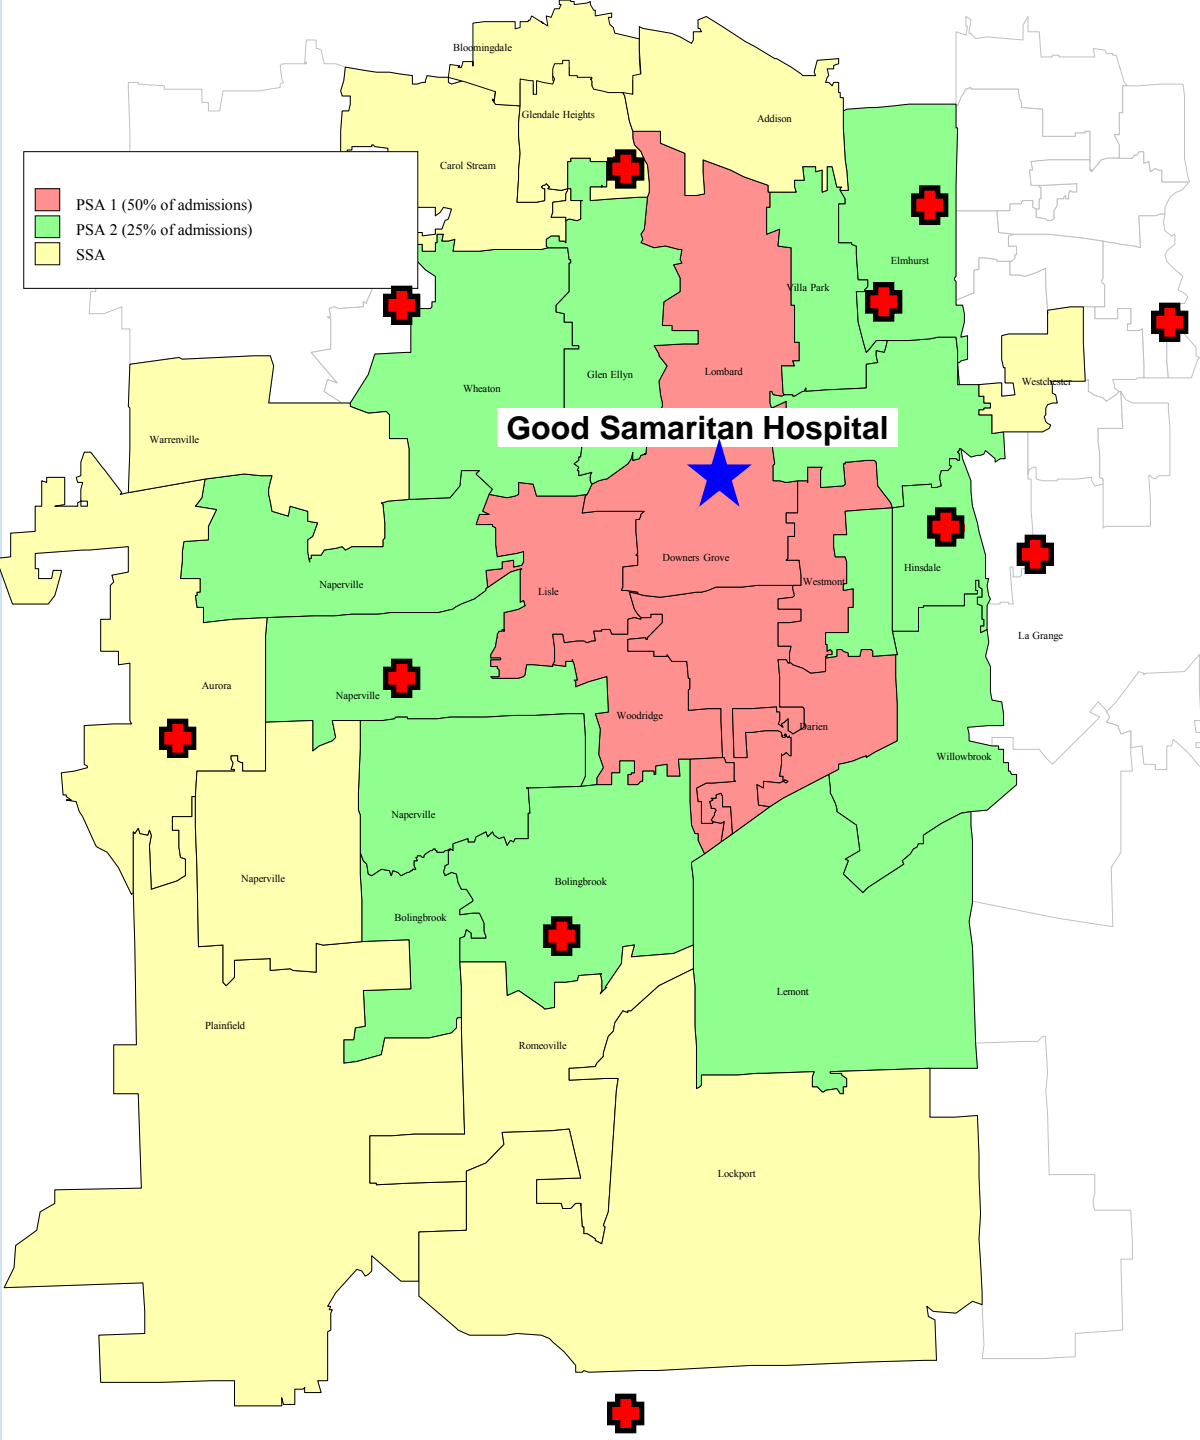 Bloomingdale
Glendale Heights
Addison
Carol Stream
PSA 1 (50% of admissions)
PSA 2 (25% of admissions)
SSA
Elmhurst
Villa Park
Lombard
Glen Ellyn
Westchester
Wheaton
Good Samaritan Hospital
Warrenville
Downers Grove
Hinsdale
Westmont
Naperville
Lisle
La Grange
Aurora
Naperville
Woodridge
Darien
Willowbrook
Naperville
Naperville
Bolingbrook
Bolingbrook
Lemont
Plainfield
Romeoville
Lockport